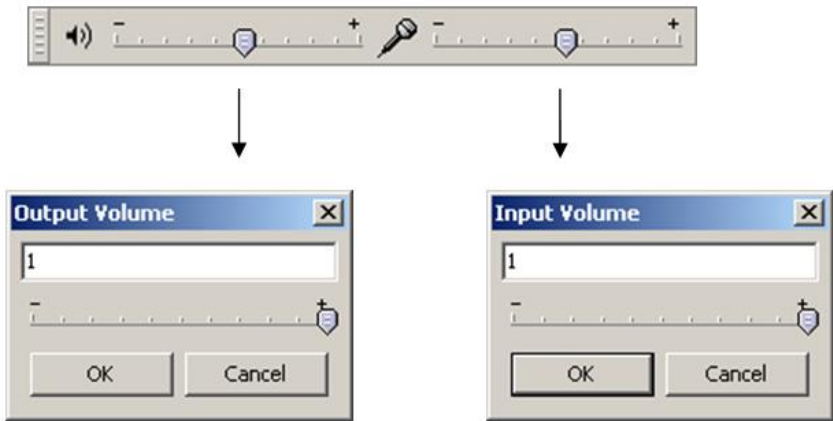 - + - +
Output Volume
1
- +
OK Cancel
Input Volume
1
- +
OK Cancel